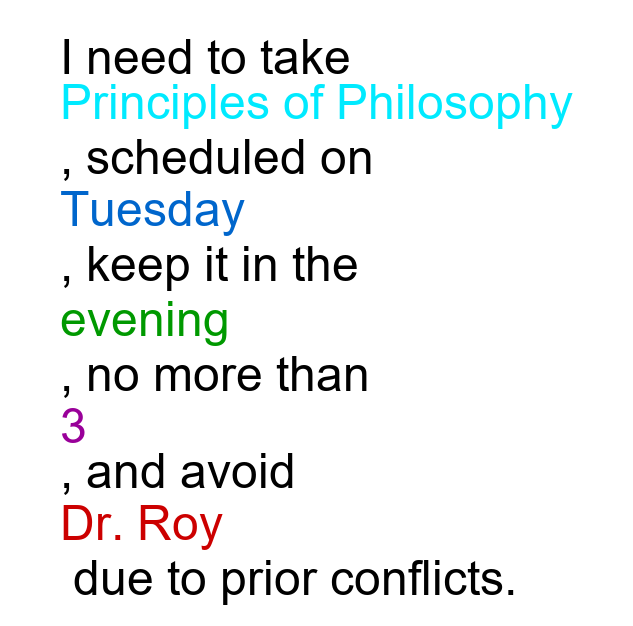 I need to take
Principles of Philosophy
, scheduled on
Tuesday
, keep it in the
evening
, no more than
3
, and avoid
Dr. Roy
due to prior conflicts.